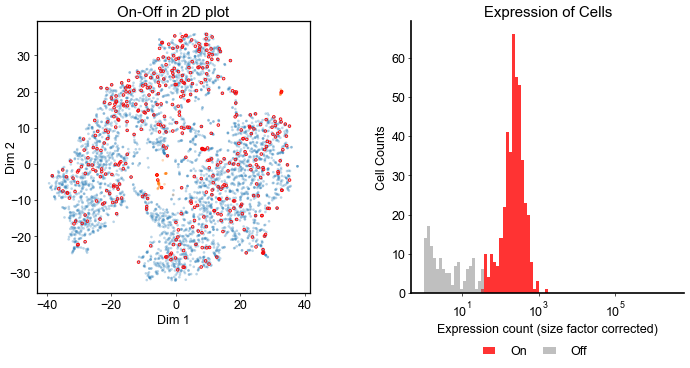 On-Off in 2D plot
30
20
10
0
−10
−20
−30
−40
−20
0
20
40
Dim 1
Dim 2
Expression of Cells
60
50
40
30
20
10
0
10^1
10^3
10^5
Cell Counts
Expression count (size factor corrected)
On
Off